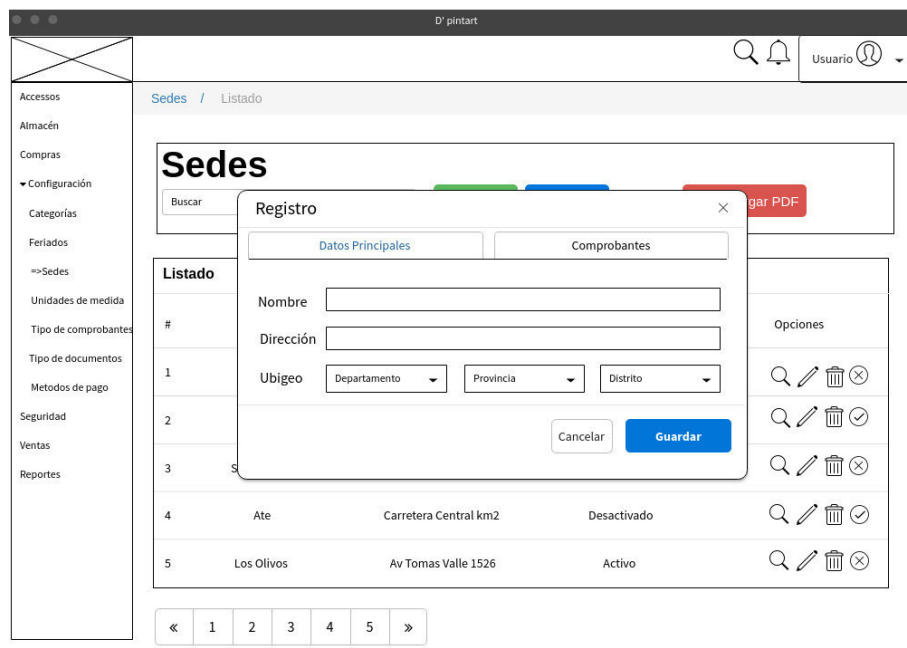 D' pintart
Usuario
Accessos
Almacén
Compras
Configuración
Categorías
Feriados
=>Sedes
Unidades de medida
Tipo de comprobantes
Tipo de documentos
Metodos de pago
Seguridad
Ventas
Reportes
Sedes / Listado
Sedes
Buscar
gar PDF
Registro
Datos Principales Comprobantes
Nombre
Dirección
Ubigeo Departamento Provincia Distrito
Cancelar Guardar
Listado
# Opciones
1
2
3 S
4 Ate Carretera Central km2 Desactivado
5 Los Olivos Av Tomas Valle 1526 Activo
« 1 2 3 4 5 »